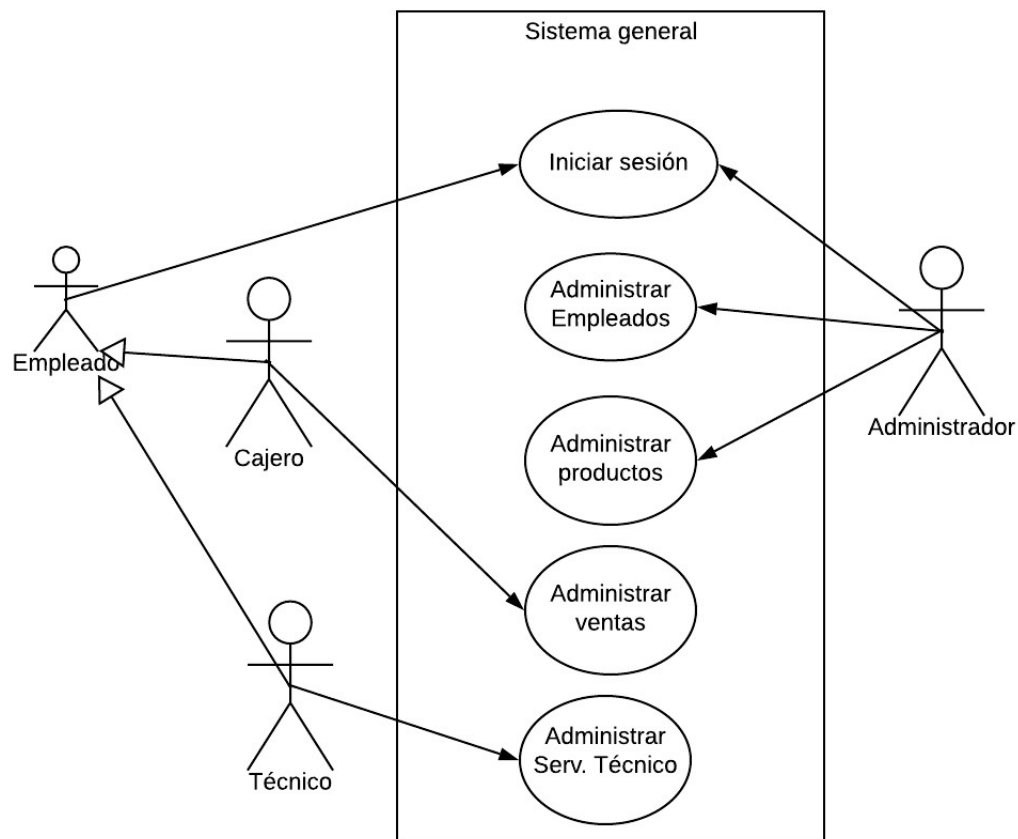 Sistema general
Iniciar sesión
Administrar
Empleados
Empleado
Administrador
Administrar
productos
Cajero
Administrar
ventas
Administrar
Serv. Técnico
Técnico